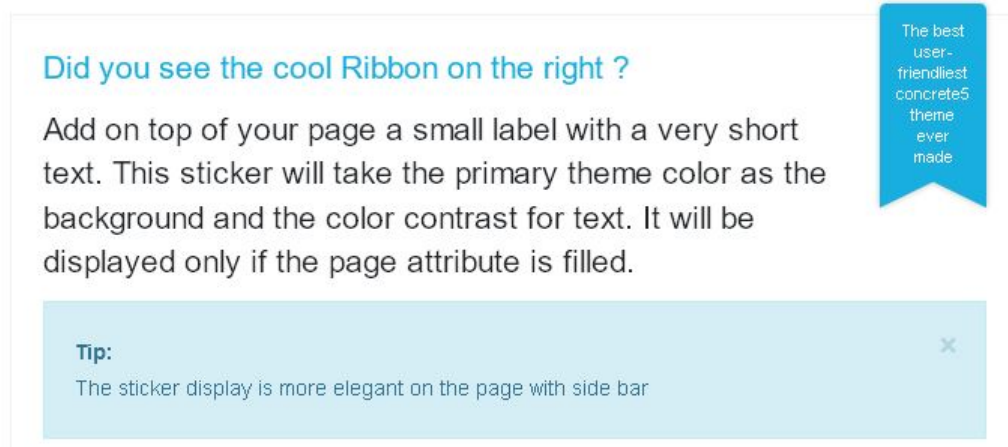 Did you see the cool Ribbon on the right ?
Add on top of your page a small label with a very short
text. This sticker will take the primary theme color as the
background and the color contrast for text. It will be
displayed only if the page attribute is filled.
The best
user-
friendliest
concrete5
theme
ever
made
Tip:
The sticker display is more elegant on the page with side bar
×